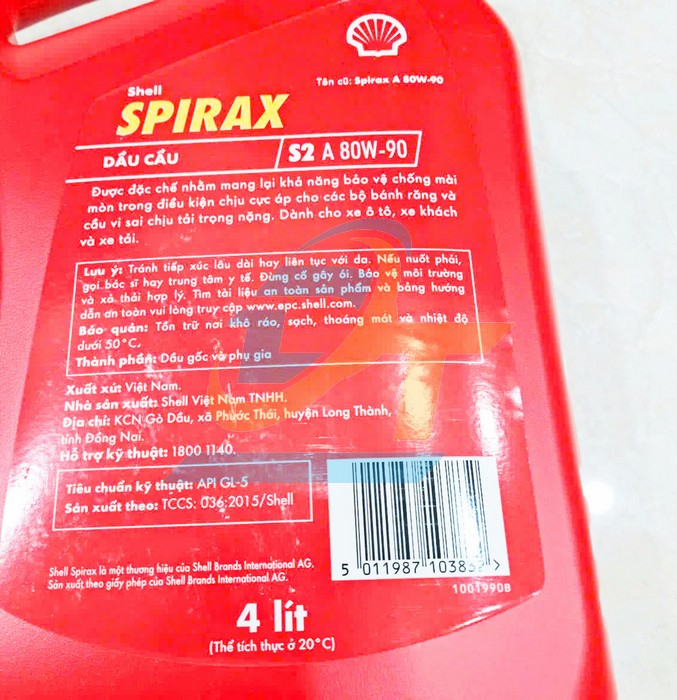 Tên cũ: Spirax A 80W-90
Shell
SPIRAX
DẦU CẦU
S2 A 80W-90
Được đặc chế nhằm mang lại khả năng bảo vệ chống mài
mòn trong điều kiện chịu cực áp cho các bộ bánh răng và
cầu vi sai chịu tải trọng nặng. Dành cho xe ô tô, xe khách
và xe tải.
Lưu ý: Tránh tiếp xúc lâu dài hay liên tục với da. Nếu nuốt phải,
gọi bác sĩ hay trung tâm y tế. Đừng cố gây ói. Bảo vệ môi trường
và xả thải hợp lý. Tìm tài liệu an toàn sản phẩm và bảng hướng
dẫn an toàn vui lòng truy cập www.epc.shell.com.
Bảo quản: Tồn trữ nơi khô ráo, sạch, thoáng mát và nhiệt độ
dưới 50°C.
Thành phần: Dầu gốc và phụ gia
Xuất xứ: Việt Nam.
Nhà sản xuất: Shell Việt Nam TNHH.
Địa chỉ: KCN Gò Dầu, xã Phước Thái, huyện Long Thành,
tỉnh Đồng Nai.
Hỗ trợ kỹ thuật: 1800 1140.
Tiêu chuẩn kỹ thuật: API GL-5
Sản xuất theo: TCCS: 036:2015/Shell
Shell Spirax là một thương hiệu của Shell Brands International AG.
Sản xuất theo giấy phép của Shell Brands International AG.
5 011987
1001990B
4 lít
(Thể tích thực ở 20°C)